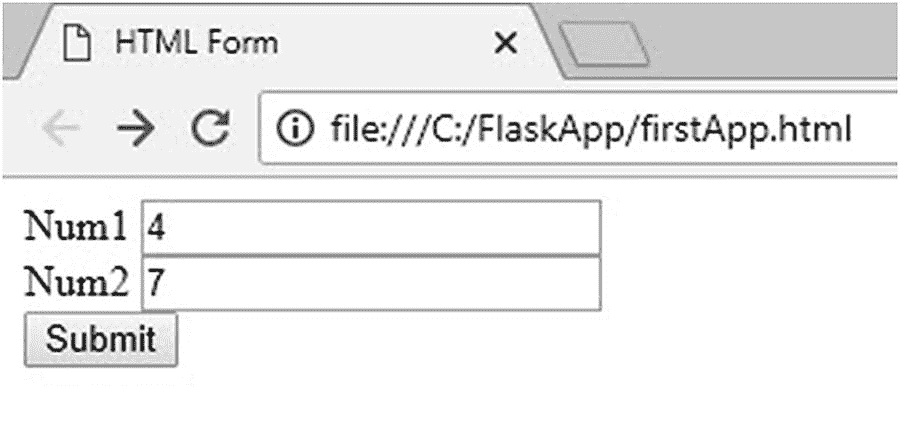 HTML Form
file:///C:/FlaskApp/firstApp.html
Num1 4
Num2 7
Submit